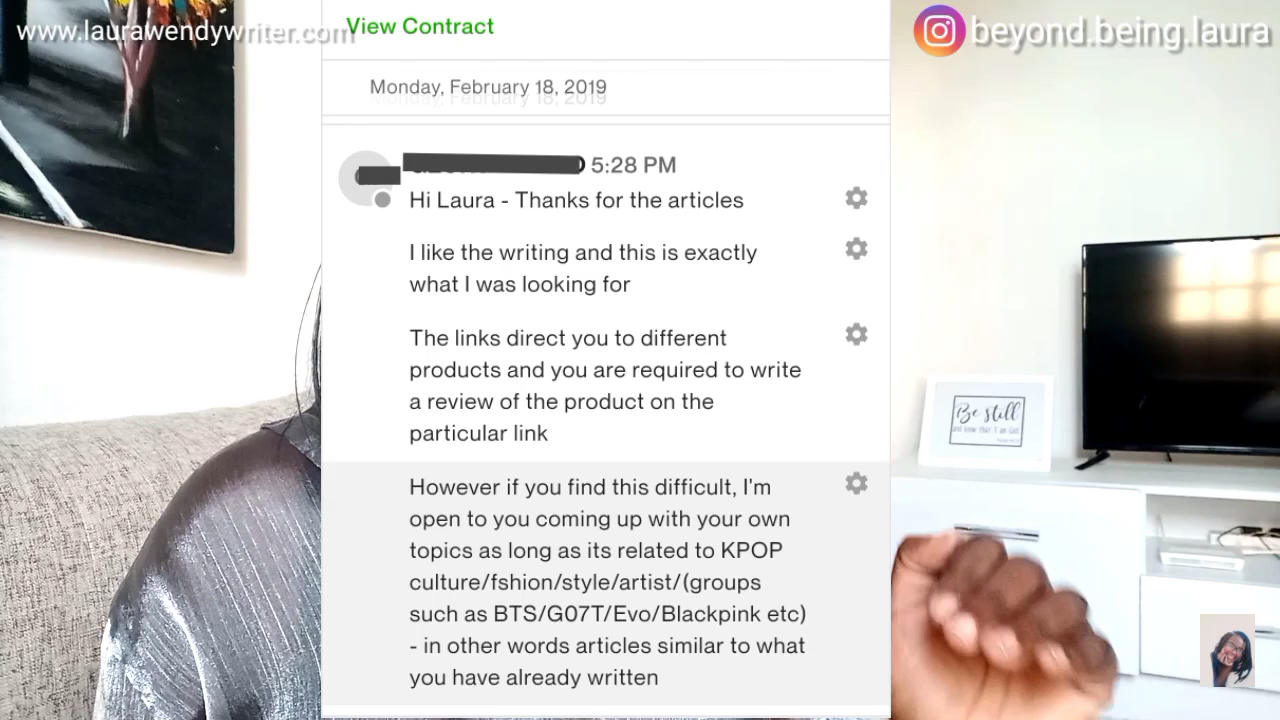 www.laurawendywriter.com
View Contract
beyond.being.laura
Monday, February 18, 2019
5:28 PM
Hi Laura - Thanks for the articles
I like the writing and this is exactly
what I was looking for
The links direct you to different
products and you are required to write
a review of the product on the
particular link
However if you find this difficult, I'm
open to you coming up with your own
topics as long as its related to KPOP
culture/fshion/style/artist/(groups
such as BTS/G07T/Evo/Blackpink etc)
- in other words articles similar to what
you have already written
Be still
and know that I am God